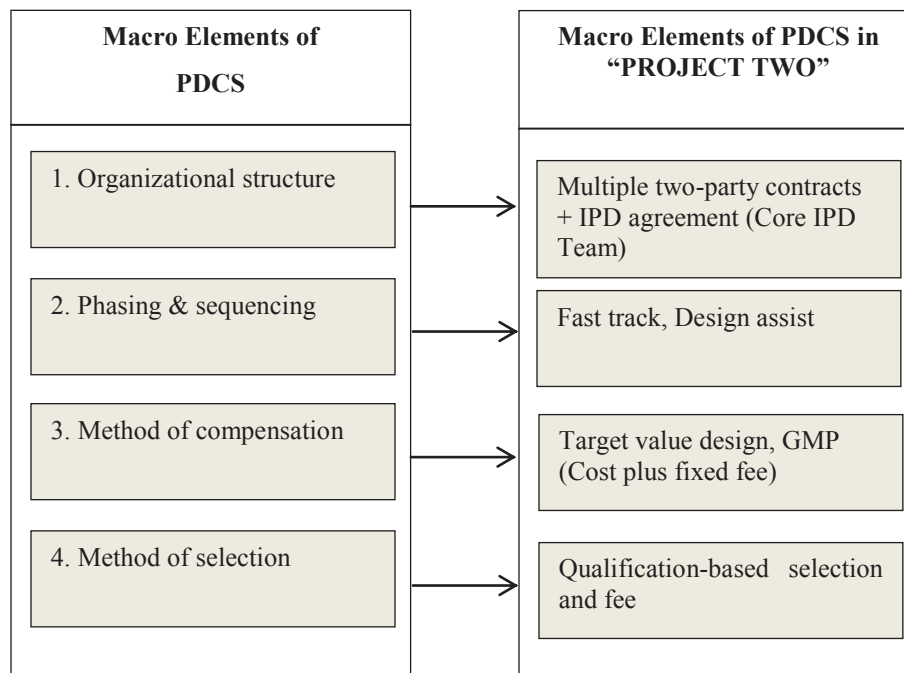 Macro Elements of
PDCS
Macro Elements of PDCS in
“PROJECT TWO”
1. Organizational structure
Multiple two-party contracts
+ IPD agreement (Core IPD
Team)
2. Phasing & sequencing
Fast track, Design assist
3. Method of compensation
Target value design, GMP
(Cost plus fixed fee)
4. Method of selection
Qualification-based selection
and fee